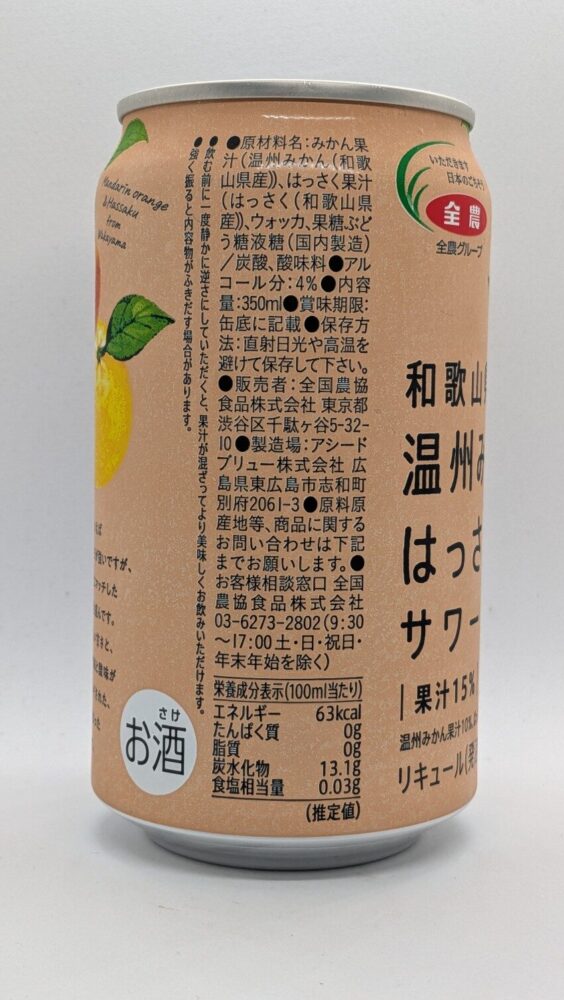 Mandarin orange
& Hassaku
from
Wakayama
●飲む前に一度静かに逆さにしていただくと、果汁が混ざってより美味しくお飲みいただけます。
●強く振ると内容物がふきだす場合があります。
●原材料名:みかん果
汁(温州みかん(和歌
山県産))、はっさく果汁
(はっさく(和歌山県
産))、ウォッカ、果糖ぶど
う糖液糖(国内製造)
/炭酸、酸味料●アル
コール分:4%●内容
量:350ml●賞味期限:
缶底に記載●保存方
法:直射日光や高温を
避けて保存して下さい。
●販売者:全国農協
食品株式会社 東京都
渋谷区千駄ヶ谷5-32-
10●製造場:アシード
ブリュー株式会社 広
島県東広島市志和町
別府2061-3●原料原
産地等、商品に関する
お問い合わせは下記
までお願いします。●
お客様相談窓口 全国
農協食品株式会社
03-6273-2802(9:30
〜17:00土・日・祝日・
年末年始を除く)
栄養成分表示(100ml当たり)
エネルギー 63kcal
たんぱく質 0g
脂質 0g
炭水化物 13.1g
食塩相当量 0.03g
(推定値)
さけ
お酒
いただきます
日本のごちそう
全農
全農グループ
和歌山
温州
はっさ
サワー
果汁15%
温州みかん果汁10%
リキュール(発